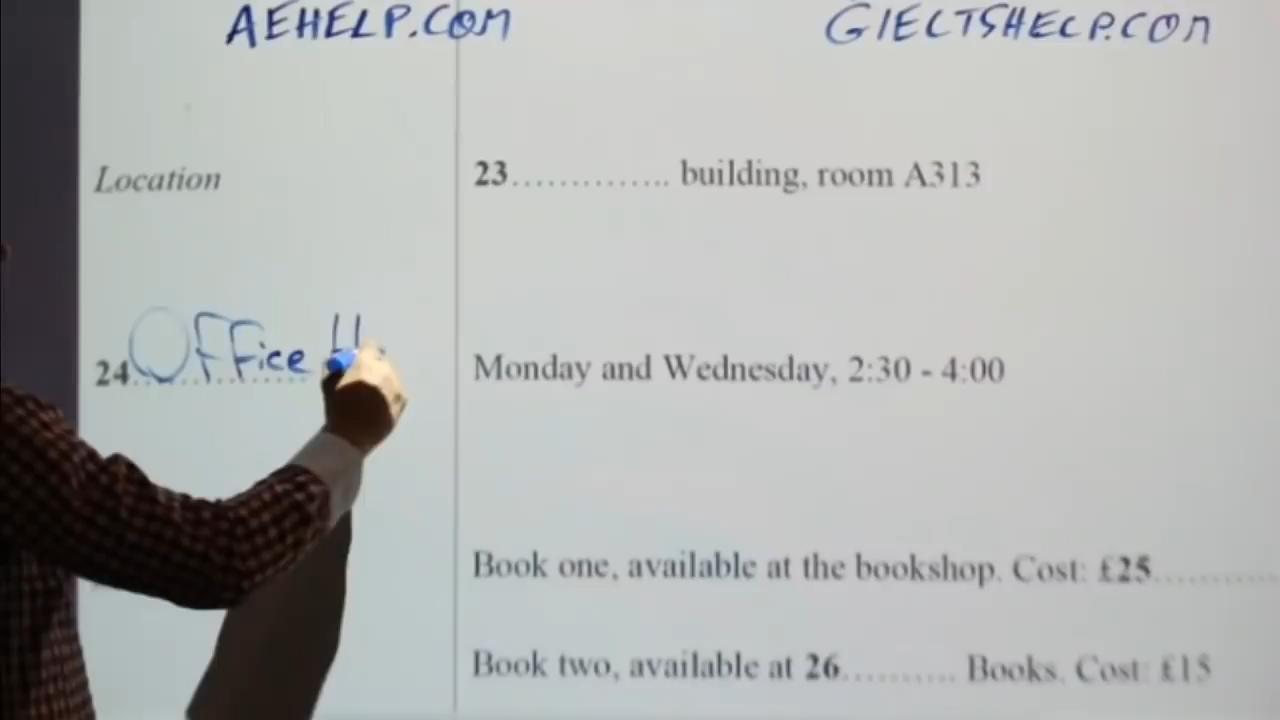 AEHELP.COM GIELTSHELP.COM
Location 23.............. building, room A313
24 Office H
Monday and Wednesday, 2:30 - 4:00
Book one, available at the bookshop. Cost: £25............
Book two, available at 26.......... Books. Cost: £15